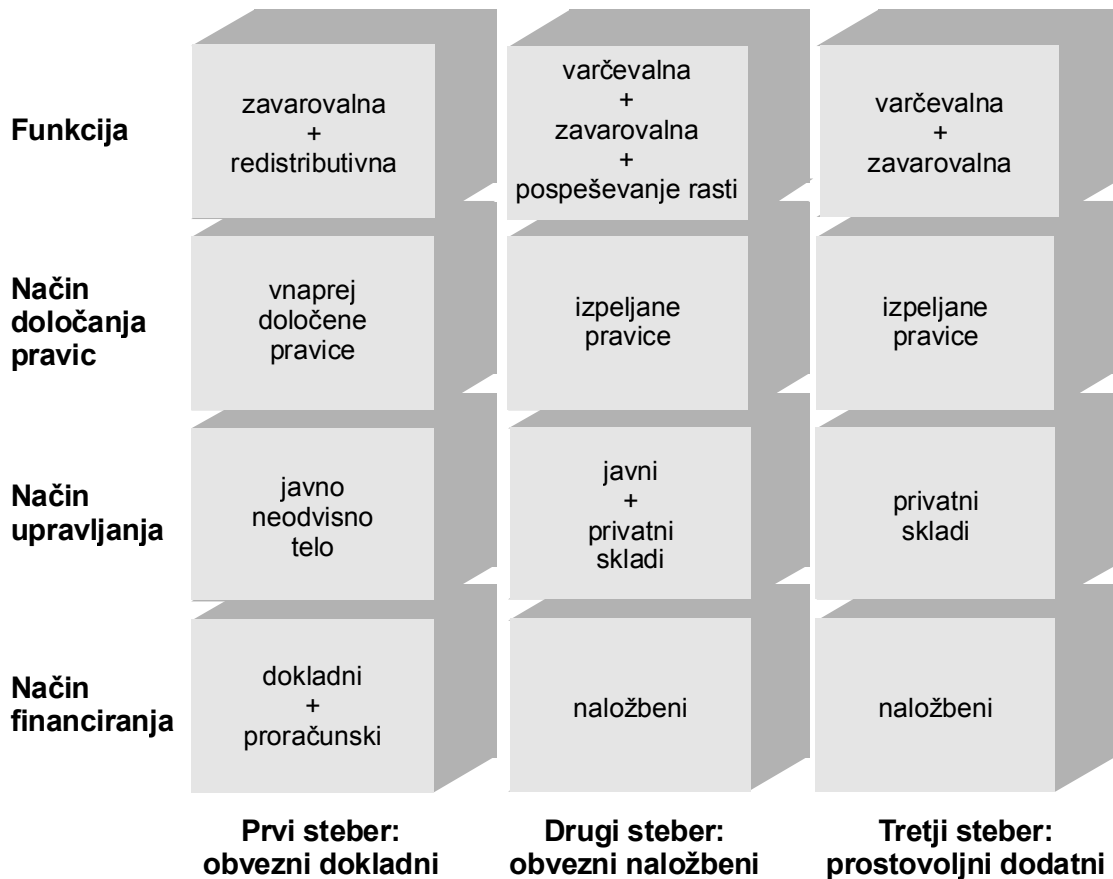 Funkcija
zavarovalna
+
redistributivna
varčevalna
+
zavarovalna
+
pospeševanje rasti
varčevalna
+
zavarovalna
Način
določanja
pravic
vnaprej
določene
pravice
izpeljane
pravice
izpeljane
pravice
Način
upravljanja
javno
neodvisno
telo
javni
+
privatni
skladi
privatni
skladi
Način
financiranja
dokladni
+
proračunski
naložbeni
naložbeni
Prvi steber:
obvezni dokladni
Drugi steber:
obvezni naložbeni
Tretji steber:
prostovoljni dodatni